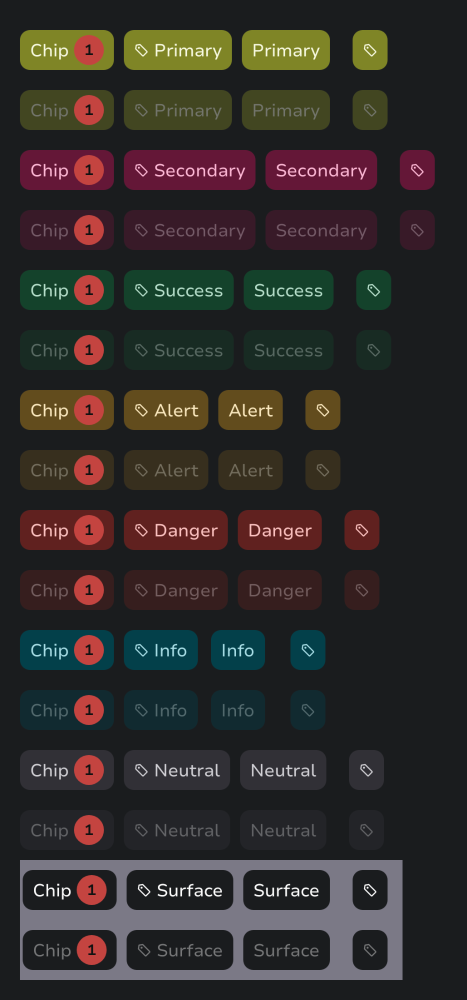 Chip 1 Primary Primary
Chip 1 Primary Primary
Chip 1 Secondary Secondary
Chip 1 Secondary Secondary
Chip 1 Success Success
Chip 1 Success Success
Chip 1 Alert Alert
Chip 1 Alert Alert
Chip 1 Danger Danger
Chip 1 Danger Danger
Chip 1 Info Info
Chip 1 Info Info
Chip 1 Neutral Neutral
Chip 1 Neutral Neutral
Chip 1 Surface Surface
Chip 1 Surface Surface